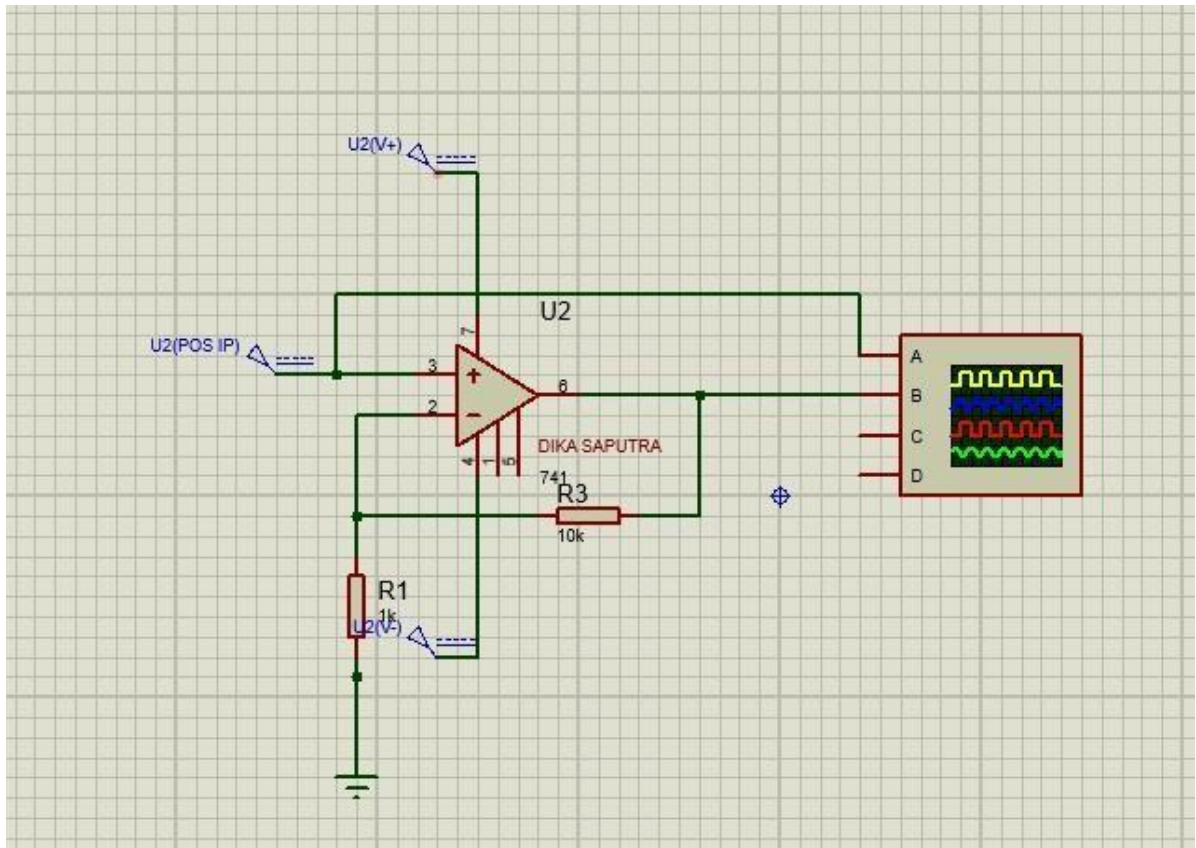 U2(V+)
U2
7
U2(POS IP)
3
+
2
−
6
4
1
5
DIKA SAPUTRA
741
R3
10k
A
B
C
D
R1
1k
U2(V-)